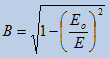 B = √(1 − (E₀/E)²)